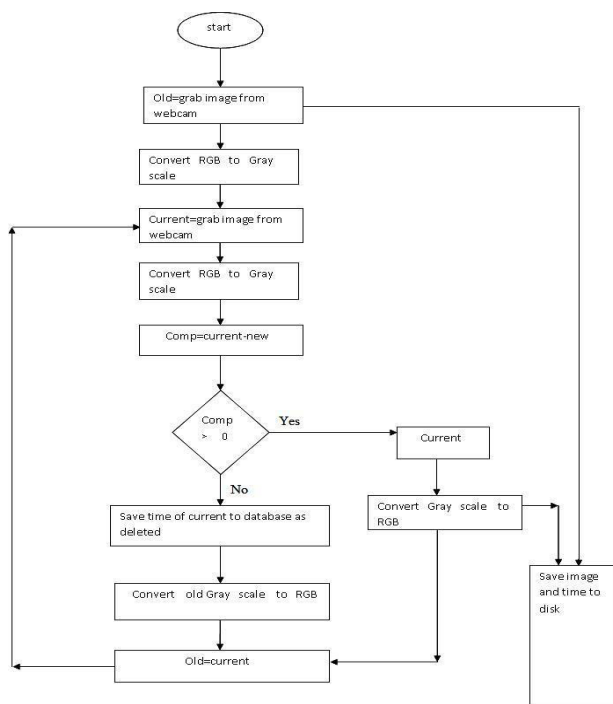 start
Old=grab image from
webcam
Convert RGB to Gray
scale
Current=grab image from
webcam
Convert RGB to Gray
scale
Comp=current-new
Comp
> 0
Yes
Current
No
Convert Gray scale to
RGB
Save time of current to database as
deleted
Save image
and time to
disk
Convert old Gray scale to RGB
Old=current